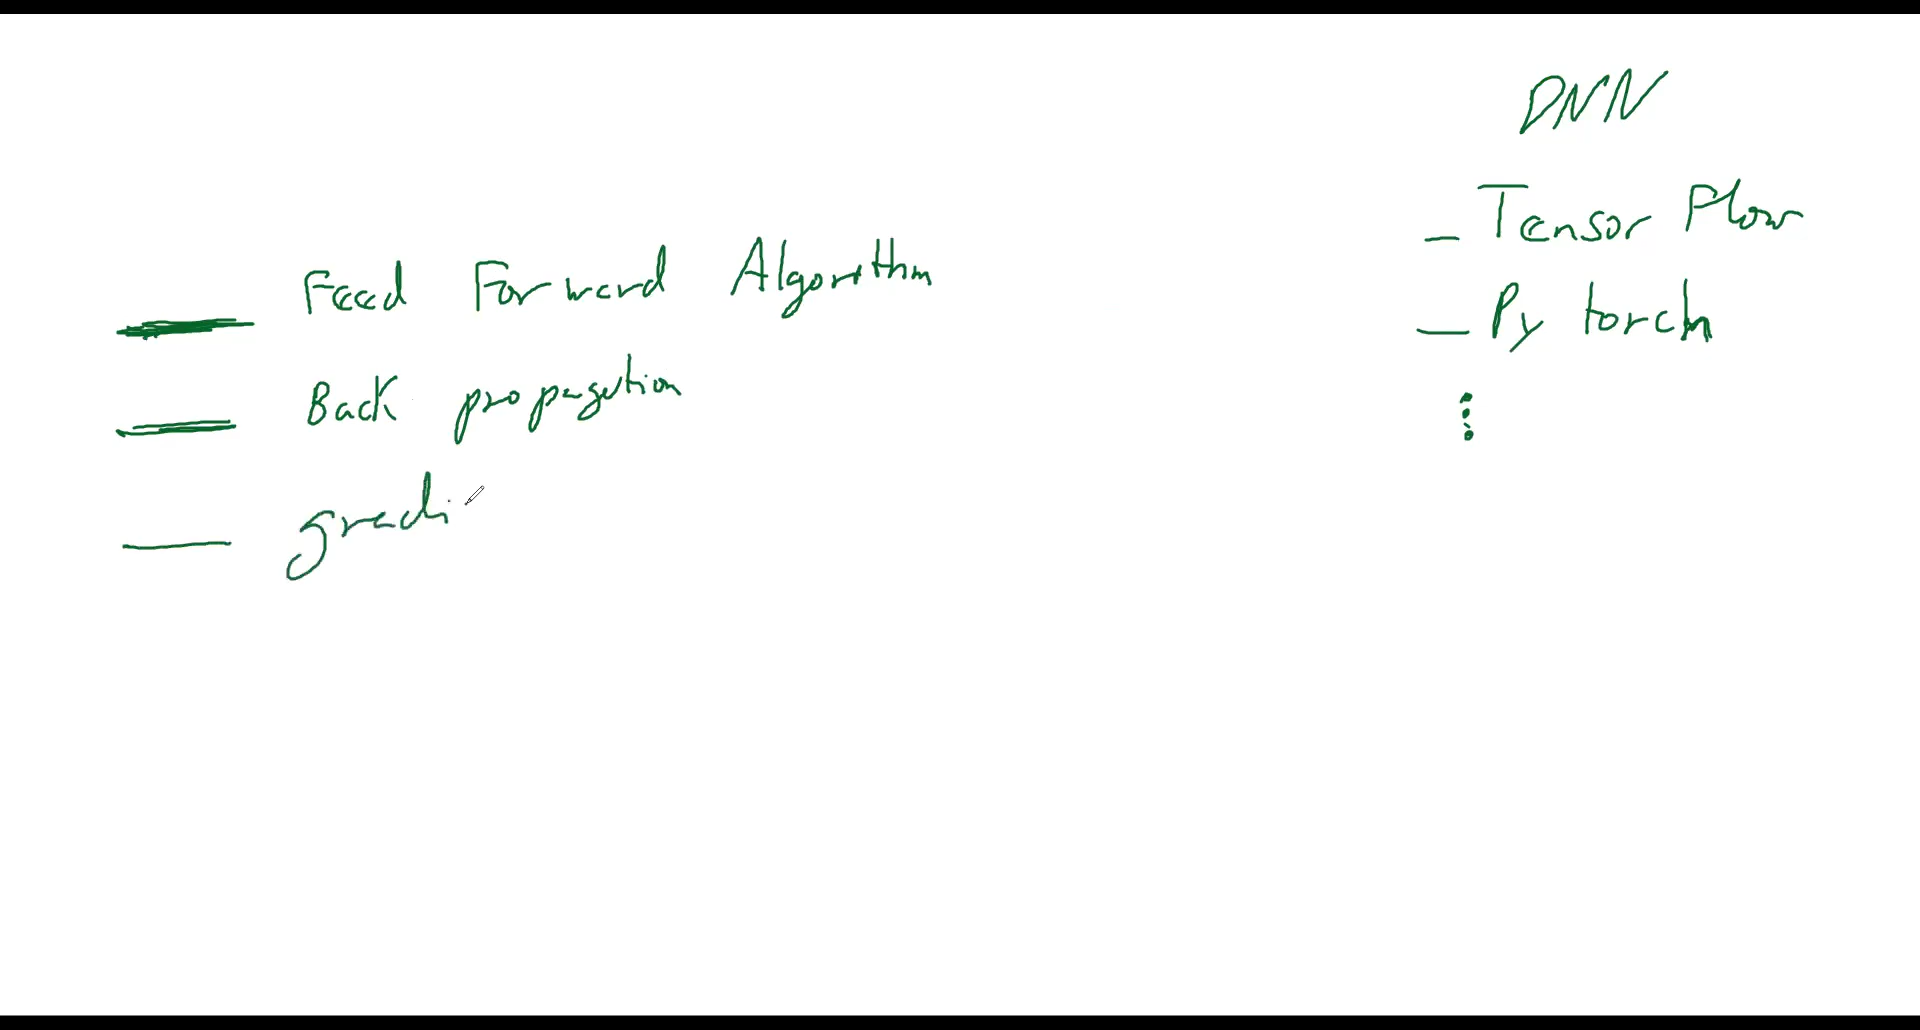 Feed Forward Algorithm
Back propagation
gradi
DNN
- Tensor Flow
- Py torch